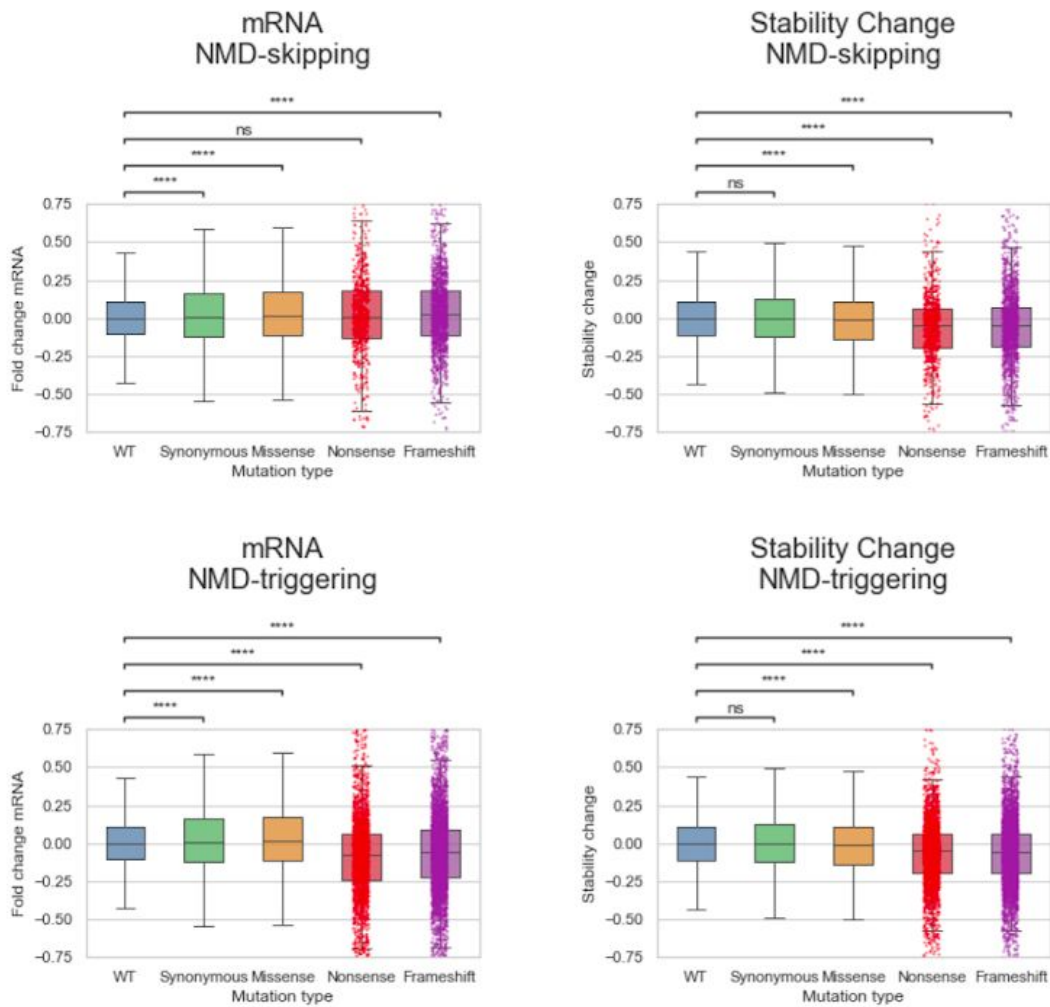 mRNA
NMD-skipping
****
ns
****
****
Fold change mRNA
0.75
0.50
0.25
0.00
−0.25
−0.50
−0.75
WT Synonymous Missense Nonsense Frameshift
Mutation type
Stability Change
NMD-skipping
****
****
****
ns
Stability change
0.75
0.50
0.25
0.00
−0.25
−0.50
−0.75
WT Synonymous Missense Nonsense Frameshift
Mutation type
mRNA
NMD-triggering
****
****
****
****
Fold change mRNA
0.75
0.50
0.25
0.00
−0.25
−0.50
−0.75
WT Synonymous Missense Nonsense Frameshift
Mutation type
Stability Change
NMD-triggering
****
****
****
ns
Stability change
0.75
0.50
0.25
0.00
−0.25
−0.50
−0.75
WT Synonymous Missense Nonsense Frameshift
Mutation type